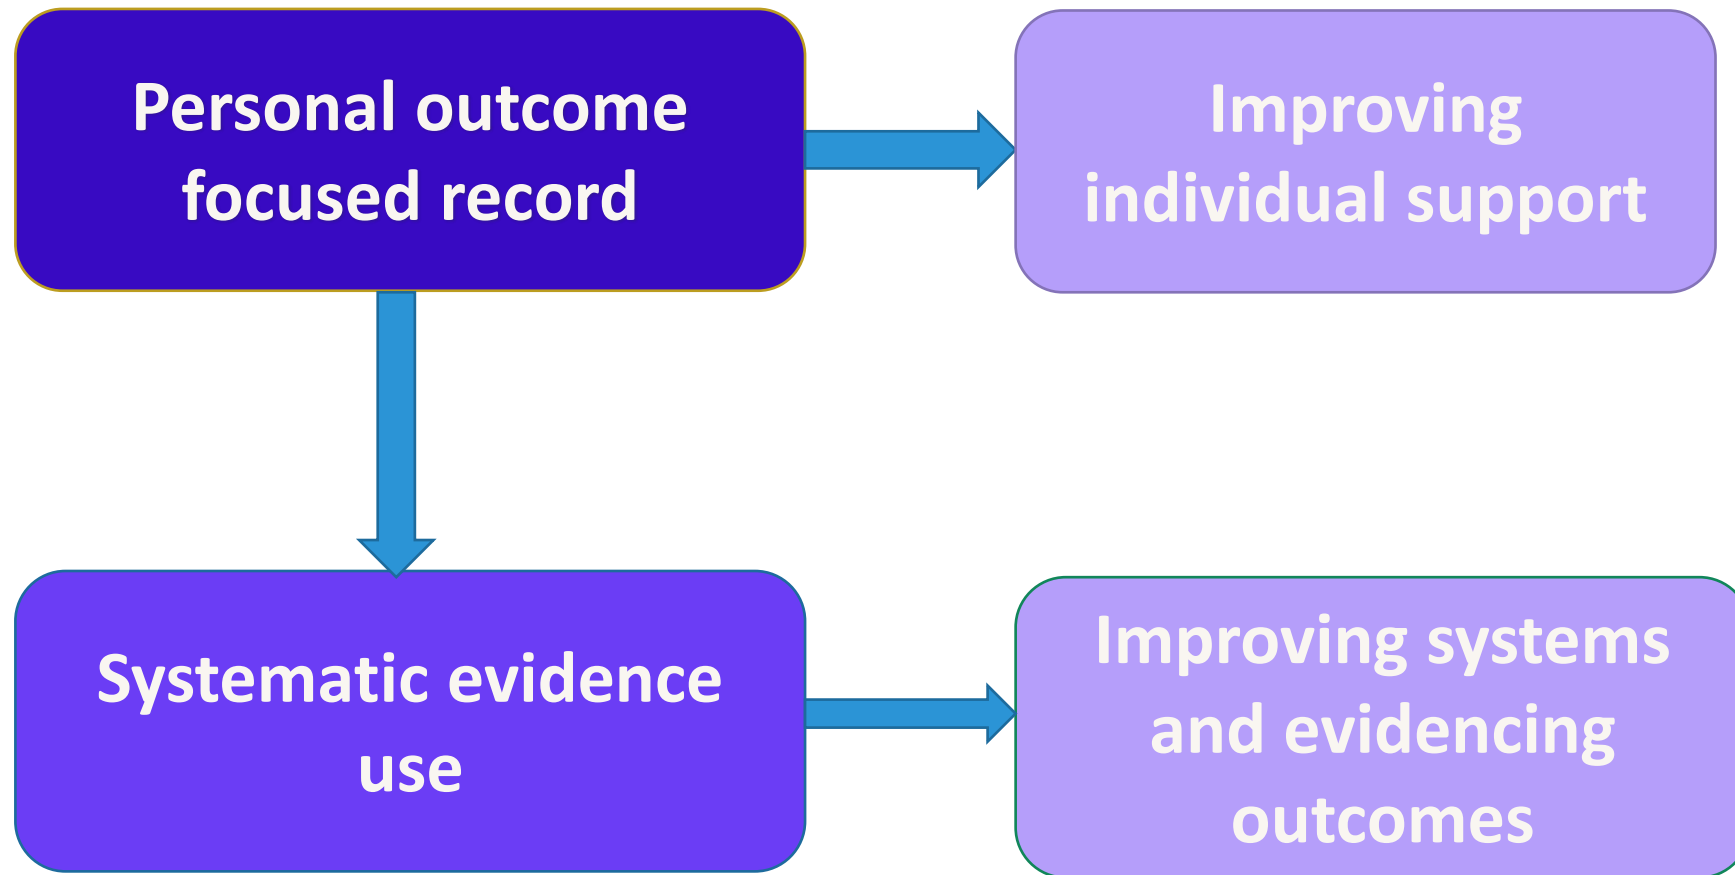 Personal outcome
focused record
Improving
individual support
Systematic evidence
use
Improving systems
and evidencing
outcomes